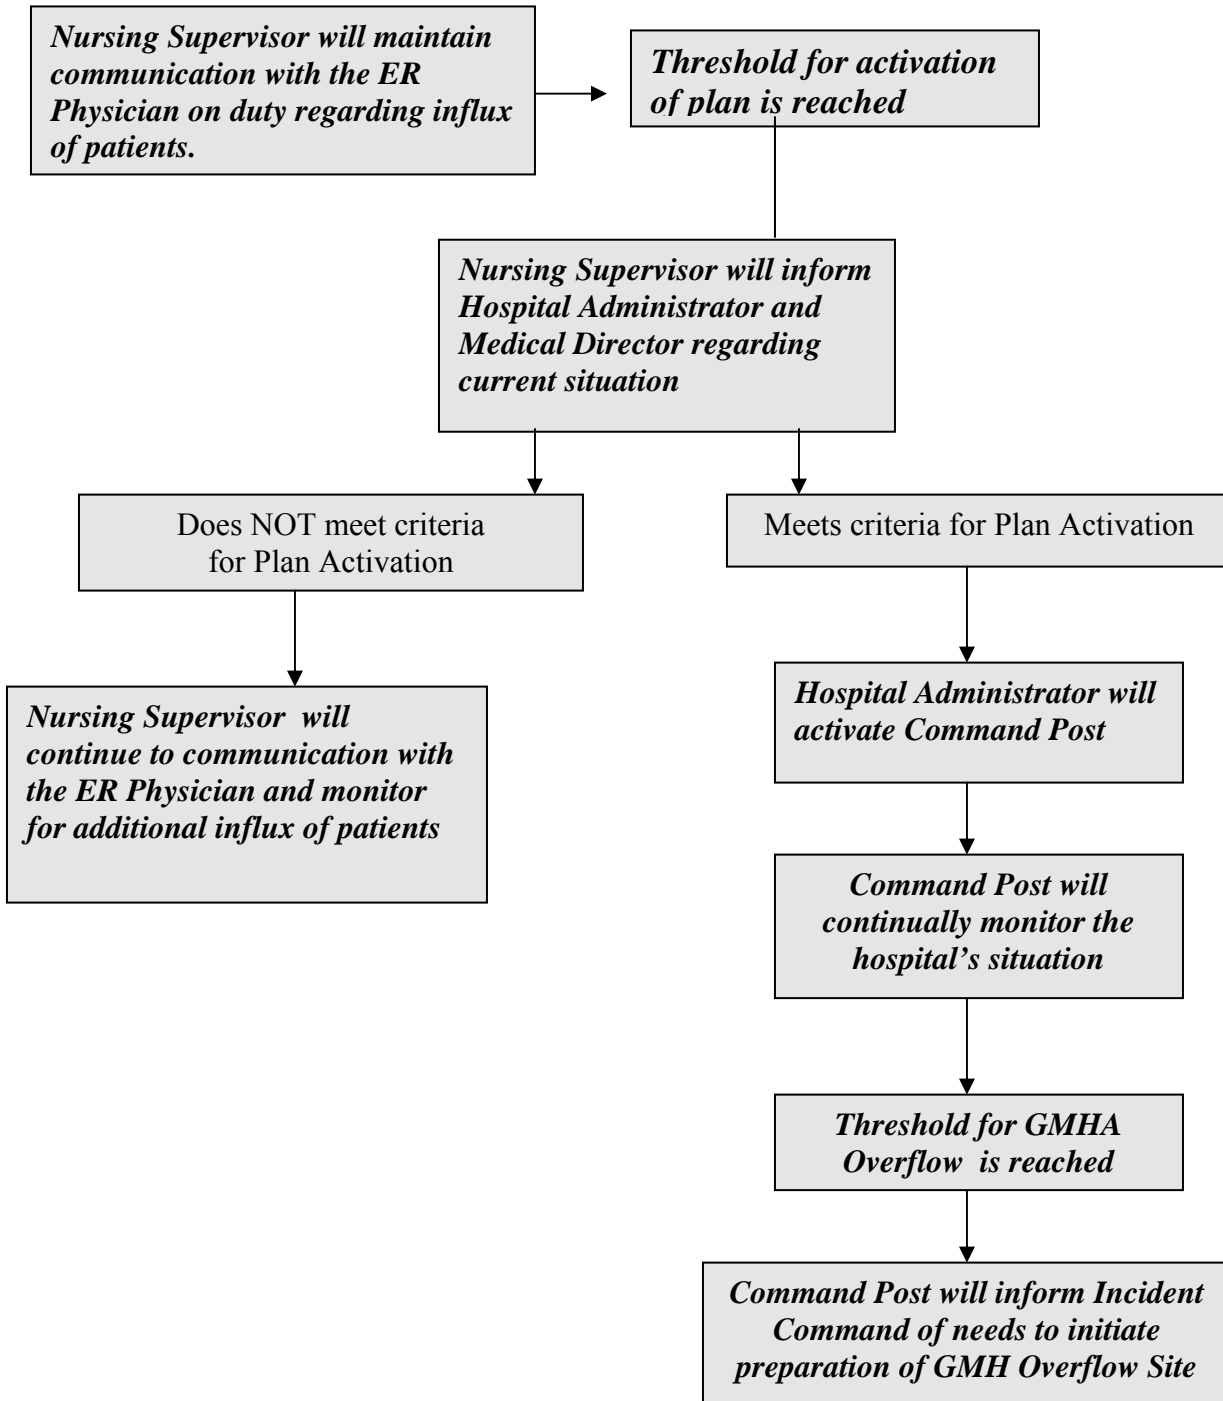 Nursing Supervisor will maintain
communication with the ER
Physician on duty regarding influx
of patients.
Threshold for activation
of plan is reached
Nursing Supervisor will inform
Hospital Administrator and
Medical Director regarding
current situation
Does NOT meet criteria
for Plan Activation
Meets criteria for Plan Activation
Nursing Supervisor will
continue to communication with
the ER Physician and monitor
for additional influx of patients
Hospital Administrator will
activate Command Post
Command Post will
continually monitor the
hospital’s situation
Threshold for GMHA
Overflow is reached
Command Post will inform Incident
Command of needs to initiate
preparation of GMH Overflow Site